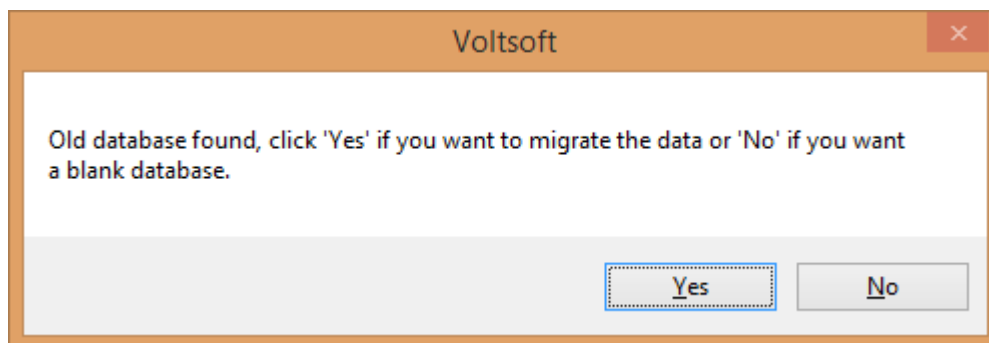 Voltsoft
Old database found, click 'Yes' if you want to migrate the data or 'No' if you want
a blank database.
Yes
No